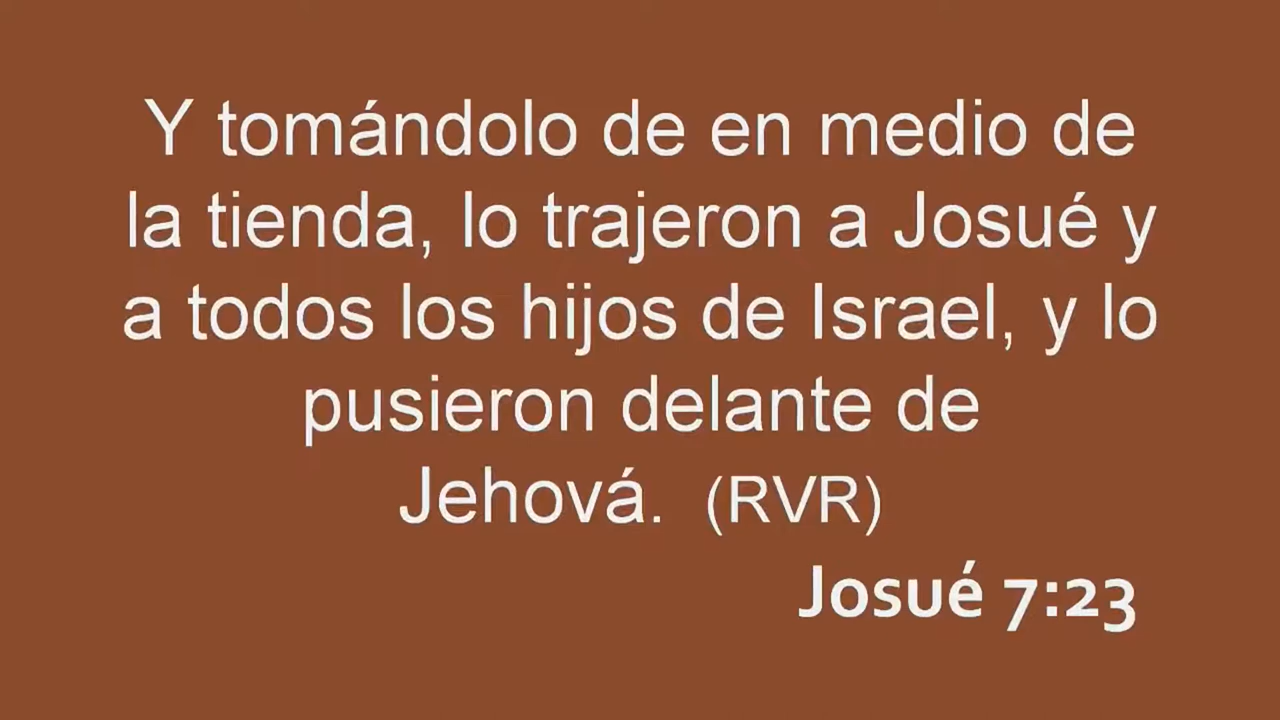 Y tomándolo de en medio de
la tienda, lo trajeron a Josué y
a todos los hijos de Israel, y lo
pusieron delante de
Jehová. (RVR)
Josué 7:23